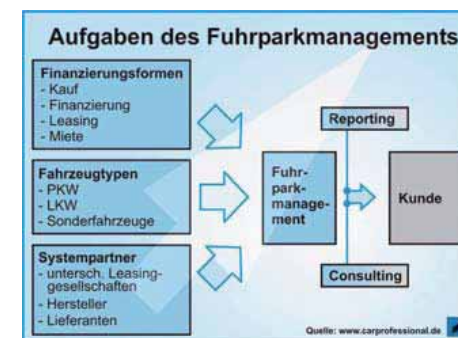 Aufgaben des Fuhrparkmanagements
Finanzierungsformen
- Kauf
- Finanzierung
- Leasing
- Miete
Fahrzeugtypen
- PKW
- LKW
- Sonderfahrzeuge
Systempartner
- untersch. Leasing-
gesellschaften
- Hersteller
- Lieferanten
Fuhr-
park-
manage-
ment
Reporting
Consulting
Kunde
Quelle: www.carprofessional.de